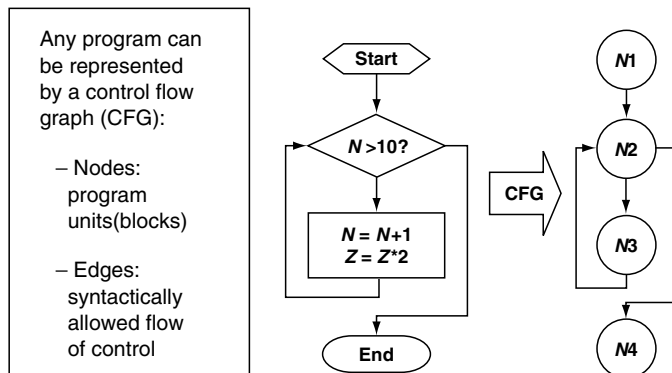 Any program can
be represented
by a control flow
graph (CFG):
– Nodes:
program
units(blocks)
– Edges:
syntactically
allowed flow
of control
Start
N >10?
N = N+1
Z = Z*2
End
CFG
N1
N2
N3
N4